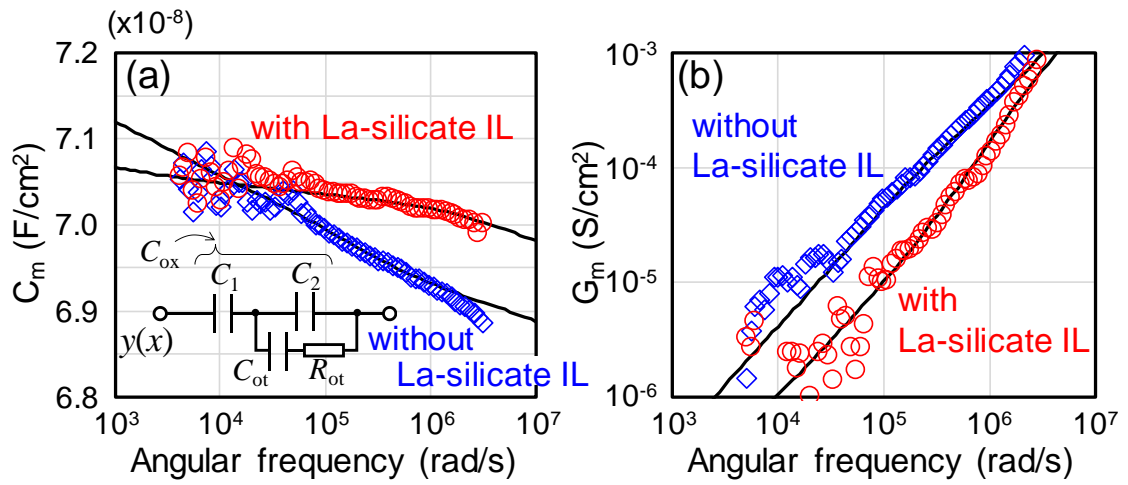 (x10⁻⁸)
(a)
7.2
7.1
7.0
6.9
6.8
Cₘ (F/cm²)
with La-silicate IL
Cₒₓ
C₁ C₂
y(x)
Cₒₜ Rₒₜ
without
La-silicate IL
10³ 10⁴ 10⁵ 10⁶ 10⁷
Angular frequency (rad/s)
(b)
10⁻³
10⁻⁴
10⁻⁵
10⁻⁶
Gₘ (S/cm²)
without
La-silicate IL
with
La-silicate IL
10³ 10⁴ 10⁵ 10⁶ 10⁷
Angular frequency (rad/s)